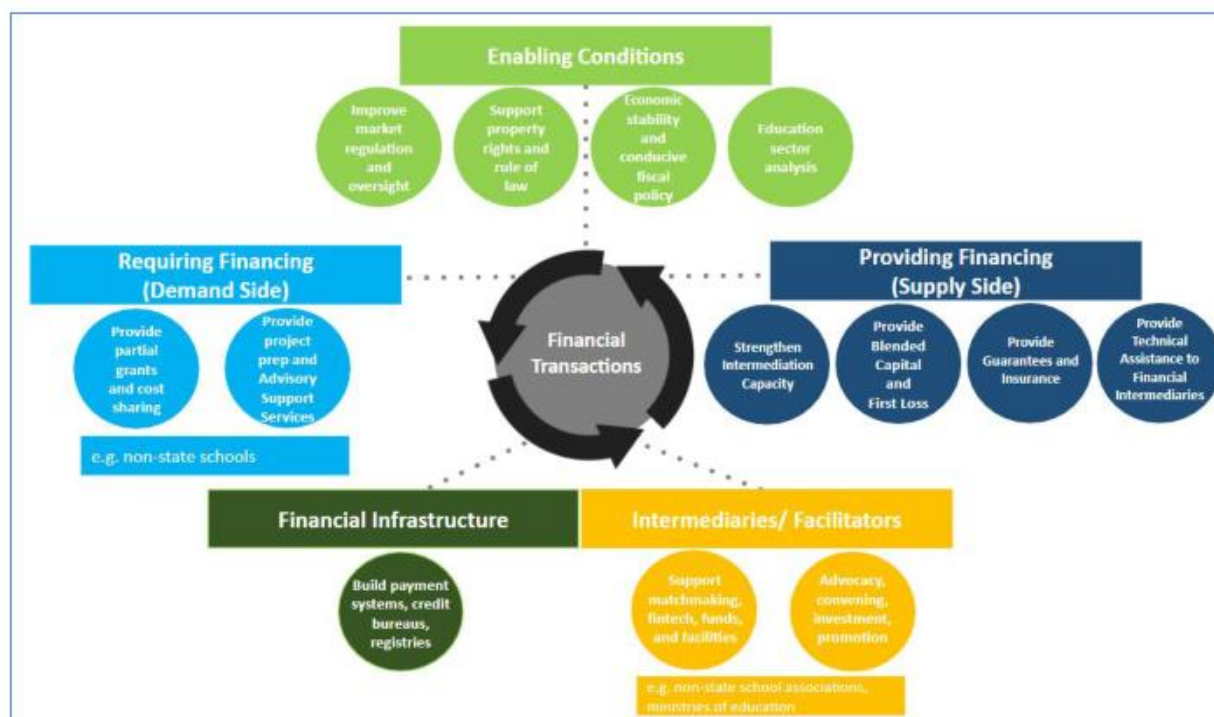 Enabling Conditions
Improve
market
regulation
and
oversight
Support
property
rights and
rule of
law
Economic
stability
and
conducive
fiscal
policy
Education
sector
analysis
Requiring Financing
(Demand Side)
Provide
partial
grants
and cost
sharing
Provide
project
prep and
Advisory
Support
Services
e.g. non-state schools
Financial
Transactions
Providing Financing
(Supply Side)
Strengthen
Intermediation
Capacity
Provide
Blended
Capital
and
First Loss
Provide
Guarantees and
Insurance
Provide
Technical
Assistance to
Financial
Intermediaries
Financial Infrastructure
Build payment
systems, credit
bureaus,
registries
Intermediaries/ Facilitators
Support
matchmaking,
fintech, funds,
and facilities
Advocacy,
convening,
investment,
promotion
e.g. non-state school associations,
ministries of education